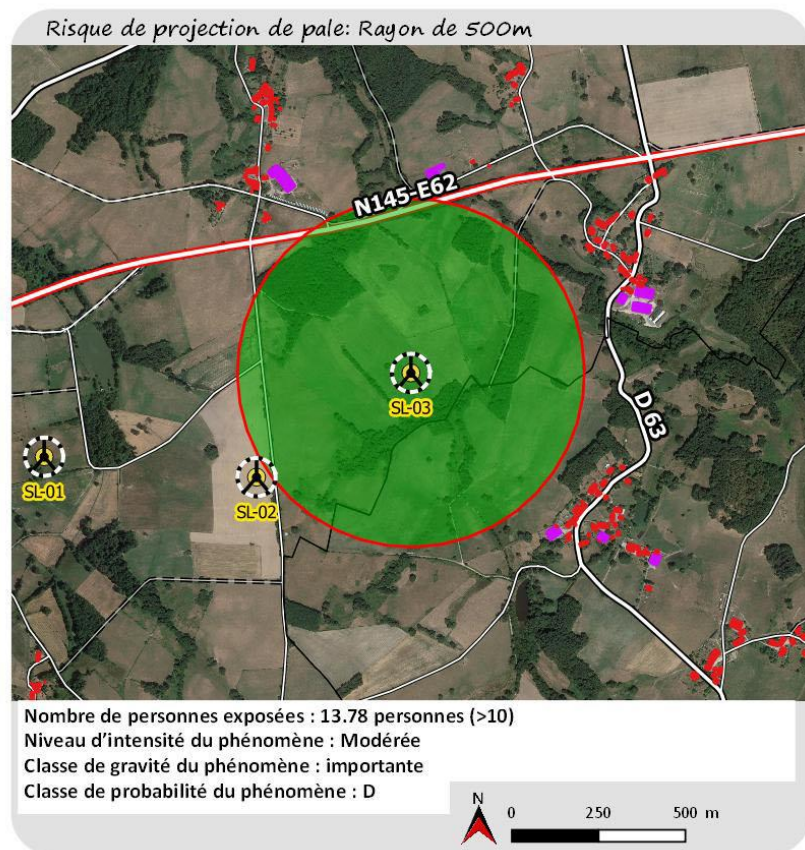 Risque de projection de pale: Rayon de 500m
N145-E62
SL-03
D 63
SL-01
SL-02
Nombre de personnes exposées : 13.78 personnes (>10)
Niveau d'intensité du phénomène : Modérée
Classe de gravité du phénomène : importante
Classe de probabilité du phénomène : D
N
0 250 500 m